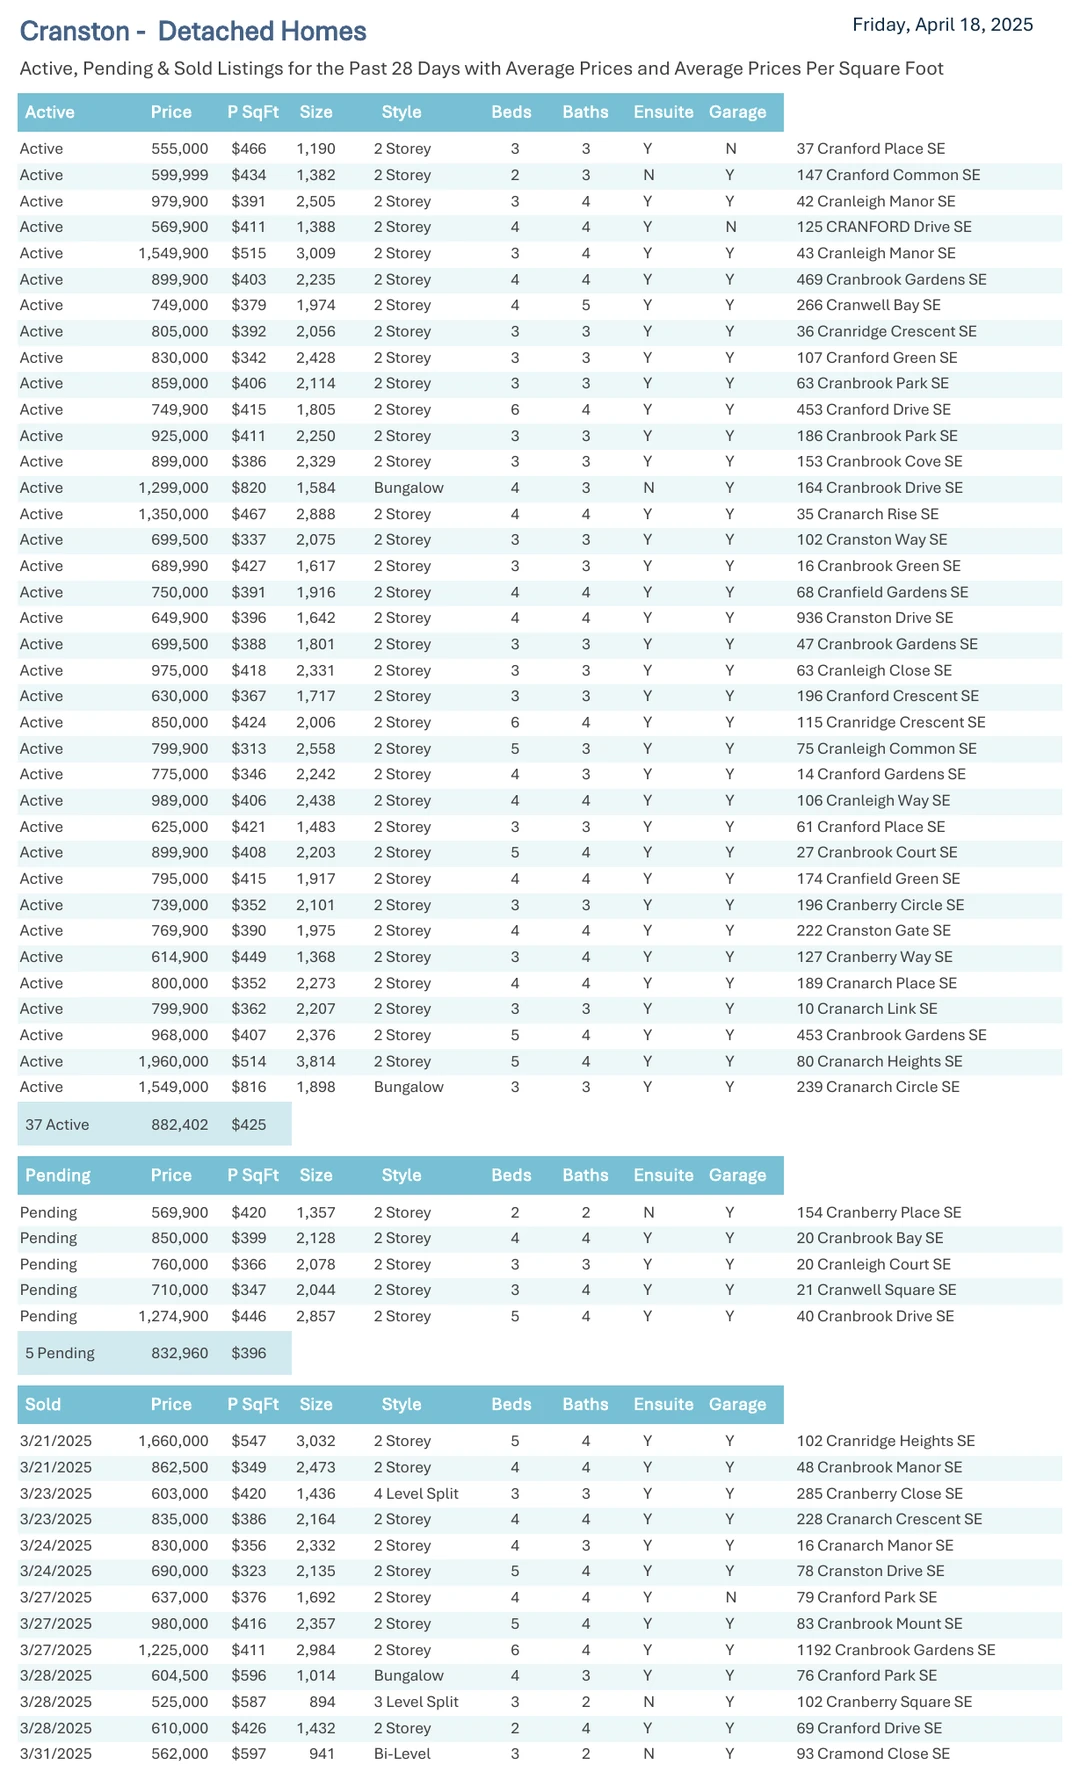 Cranston - Detached Homes
Friday, April 18, 2025
Active, Pending & Sold Listings for the Past 28 Days with Average Prices and Average Prices Per Square Foot
Active Price P SqFt Size Style Beds Baths Ensuite Garage
Active 555,000 $466 1,190 2 Storey 3 3 Y N 37 Cranford Place SE
Active 599,999 $434 1,382 2 Storey 2 3 N Y 147 Cranford Common SE
Active 979,900 $391 2,505 2 Storey 3 4 Y Y 42 Cranleigh Manor SE
Active 569,900 $411 1,388 2 Storey 4 4 Y N 125 CRANFORD Drive SE
Active 1,549,900 $515 3,009 2 Storey 3 4 Y Y 43 Cranleigh Manor SE
Active 899,900 $403 2,235 2 Storey 4 4 Y Y 469 Cranbrook Gardens SE
Active 749,000 $379 1,974 2 Storey 4 5 Y Y 266 Cranwell Bay SE
Active 805,000 $392 2,056 2 Storey 3 3 Y Y 36 Cranridge Crescent SE
Active 830,000 $342 2,428 2 Storey 3 3 Y Y 107 Cranford Green SE
Active 859,000 $406 2,114 2 Storey 3 3 Y Y 63 Cranbrook Park SE
Active 749,900 $415 1,805 2 Storey 6 4 Y Y 453 Cranford Drive SE
Active 925,000 $411 2,250 2 Storey 3 3 Y Y 186 Cranbrook Park SE
Active 899,000 $386 2,329 2 Storey 3 3 Y Y 153 Cranbrook Cove SE
Active 1,299,000 $820 1,584 Bungalow 4 3 N Y 164 Cranbrook Drive SE
Active 1,350,000 $467 2,888 2 Storey 4 4 Y Y 35 Cranarch Rise SE
Active 699,500 $337 2,075 2 Storey 3 3 Y Y 102 Cranston Way SE
Active 689,990 $427 1,617 2 Storey 3 3 Y Y 16 Cranbrook Green SE
Active 750,000 $391 1,916 2 Storey 4 4 Y Y 68 Cranfield Gardens SE
Active 649,900 $396 1,642 2 Storey 4 4 Y Y 936 Cranston Drive SE
Active 699,500 $388 1,801 2 Storey 3 3 Y Y 47 Cranbrook Gardens SE
Active 975,000 $418 2,331 2 Storey 3 3 Y Y 63 Cranleigh Close SE
Active 630,000 $367 1,717 2 Storey 3 3 Y Y 196 Cranford Crescent SE
Active 850,000 $424 2,006 2 Storey 6 4 Y Y 115 Cranridge Crescent SE
Active 799,900 $313 2,558 2 Storey 5 3 Y Y 75 Cranleigh Common SE
Active 775,000 $346 2,242 2 Storey 4 3 Y Y 14 Cranford Gardens SE
Active 989,000 $406 2,438 2 Storey 4 4 Y Y 106 Cranleigh Way SE
Active 625,000 $421 1,483 2 Storey 3 3 Y Y 61 Cranford Place SE
Active 899,900 $408 2,203 2 Storey 5 4 Y Y 27 Cranbrook Court SE
Active 795,000 $415 1,917 2 Storey 4 4 Y Y 174 Cranfield Green SE
Active 739,000 $352 2,101 2 Storey 3 3 Y Y 196 Cranberry Circle SE
Active 769,900 $390 1,975 2 Storey 4 4 Y Y 222 Cranston Gate SE
Active 614,900 $449 1,368 2 Storey 3 4 Y Y 127 Cranberry Way SE
Active 800,000 $352 2,273 2 Storey 4 4 Y Y 189 Cranarch Place SE
Active 799,900 $362 2,207 2 Storey 3 3 Y Y 10 Cranarch Link SE
Active 968,000 $407 2,376 2 Storey 5 4 Y Y 453 Cranbrook Gardens SE
Active 1,960,000 $514 3,814 2 Storey 5 4 Y Y 80 Cranarch Heights SE
Active 1,549,000 $816 1,898 Bungalow 3 3 Y Y 239 Cranarch Circle SE
37 Active 882,402 $425
Pending Price P SqFt Size Style Beds Baths Ensuite Garage
Pending 569,900 $420 1,357 2 Storey 2 2 N Y 154 Cranberry Place SE
Pending 850,000 $399 2,128 2 Storey 4 4 Y Y 20 Cranbrook Bay SE
Pending 760,000 $366 2,078 2 Storey 3 3 Y Y 20 Cranleigh Court SE
Pending 710,000 $347 2,044 2 Storey 3 4 Y Y 21 Cranwell Square SE
Pending 1,274,900 $446 2,857 2 Storey 5 4 Y Y 40 Cranbrook Drive SE
5 Pending 832,960 $396
Sold Price P SqFt Size Style Beds Baths Ensuite Garage
3/21/2025 1,660,000 $547 3,032 2 Storey 5 4 Y Y 102 Cranridge Heights SE
3/21/2025 862,500 $349 2,473 2 Storey 4 4 Y Y 48 Cranbrook Manor SE
3/23/2025 603,000 $420 1,436 4 Level Split 3 3 Y Y 285 Cranberry Close SE
3/23/2025 835,000 $386 2,164 2 Storey 4 4 Y Y 228 Cranarch Crescent SE
3/24/2025 830,000 $356 2,332 2 Storey 4 3 Y Y 16 Cranarch Manor SE
3/24/2025 690,000 $323 2,135 2 Storey 5 4 Y Y 78 Cranston Drive SE
3/27/2025 637,000 $376 1,692 2 Storey 4 4 Y N 79 Cranford Park SE
3/27/2025 980,000 $416 2,357 2 Storey 5 4 Y Y 83 Cranbrook Mount SE
3/27/2025 1,225,000 $411 2,984 2 Storey 6 4 Y Y 1192 Cranbrook Gardens SE
3/28/2025 604,500 $596 1,014 Bungalow 4 3 Y Y 76 Cranford Park SE
3/28/2025 525,000 $587 894 3 Level Split 3 2 N Y 102 Cranberry Square SE
3/28/2025 610,000 $426 1,432 2 Storey 2 4 Y Y 69 Cranford Drive SE
3/31/2025 562,000 $597 941 Bi-Level 3 2 N Y 93 Cramond Close SE